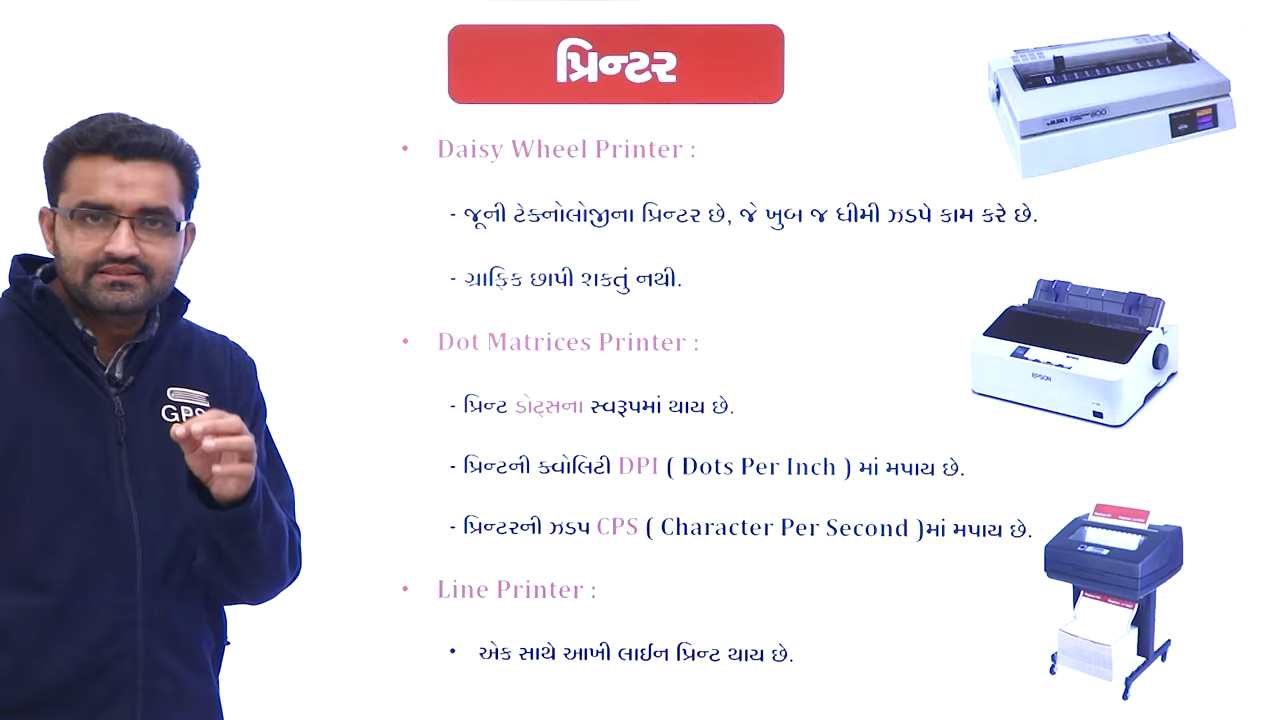 પ્રિન્ટર
• Daisy Wheel Printer :
- જૂની ટેકનોલોજીના પ્રિન્ટર છે, જે ખુબ જ ધીમી ઝડપે કામ કરે છે.
- ગ્રાફિક છાપી શકતું નથી.
• Dot Matrices Printer :
- પ્રિન્ટ ડોટ્સના સ્વરૂપમાં થાય છે.
- પ્રિન્ટની ક્વોલિટી DPI ( Dots Per Inch ) માં મપાય છે.
- પ્રિન્ટરની ઝડપ CPS ( Character Per Second )માં મપાય છે.
• Line Printer :
• એક સાથે આખી લાઈન પ્રિન્ટ થાય છે.
GPS
EPSON